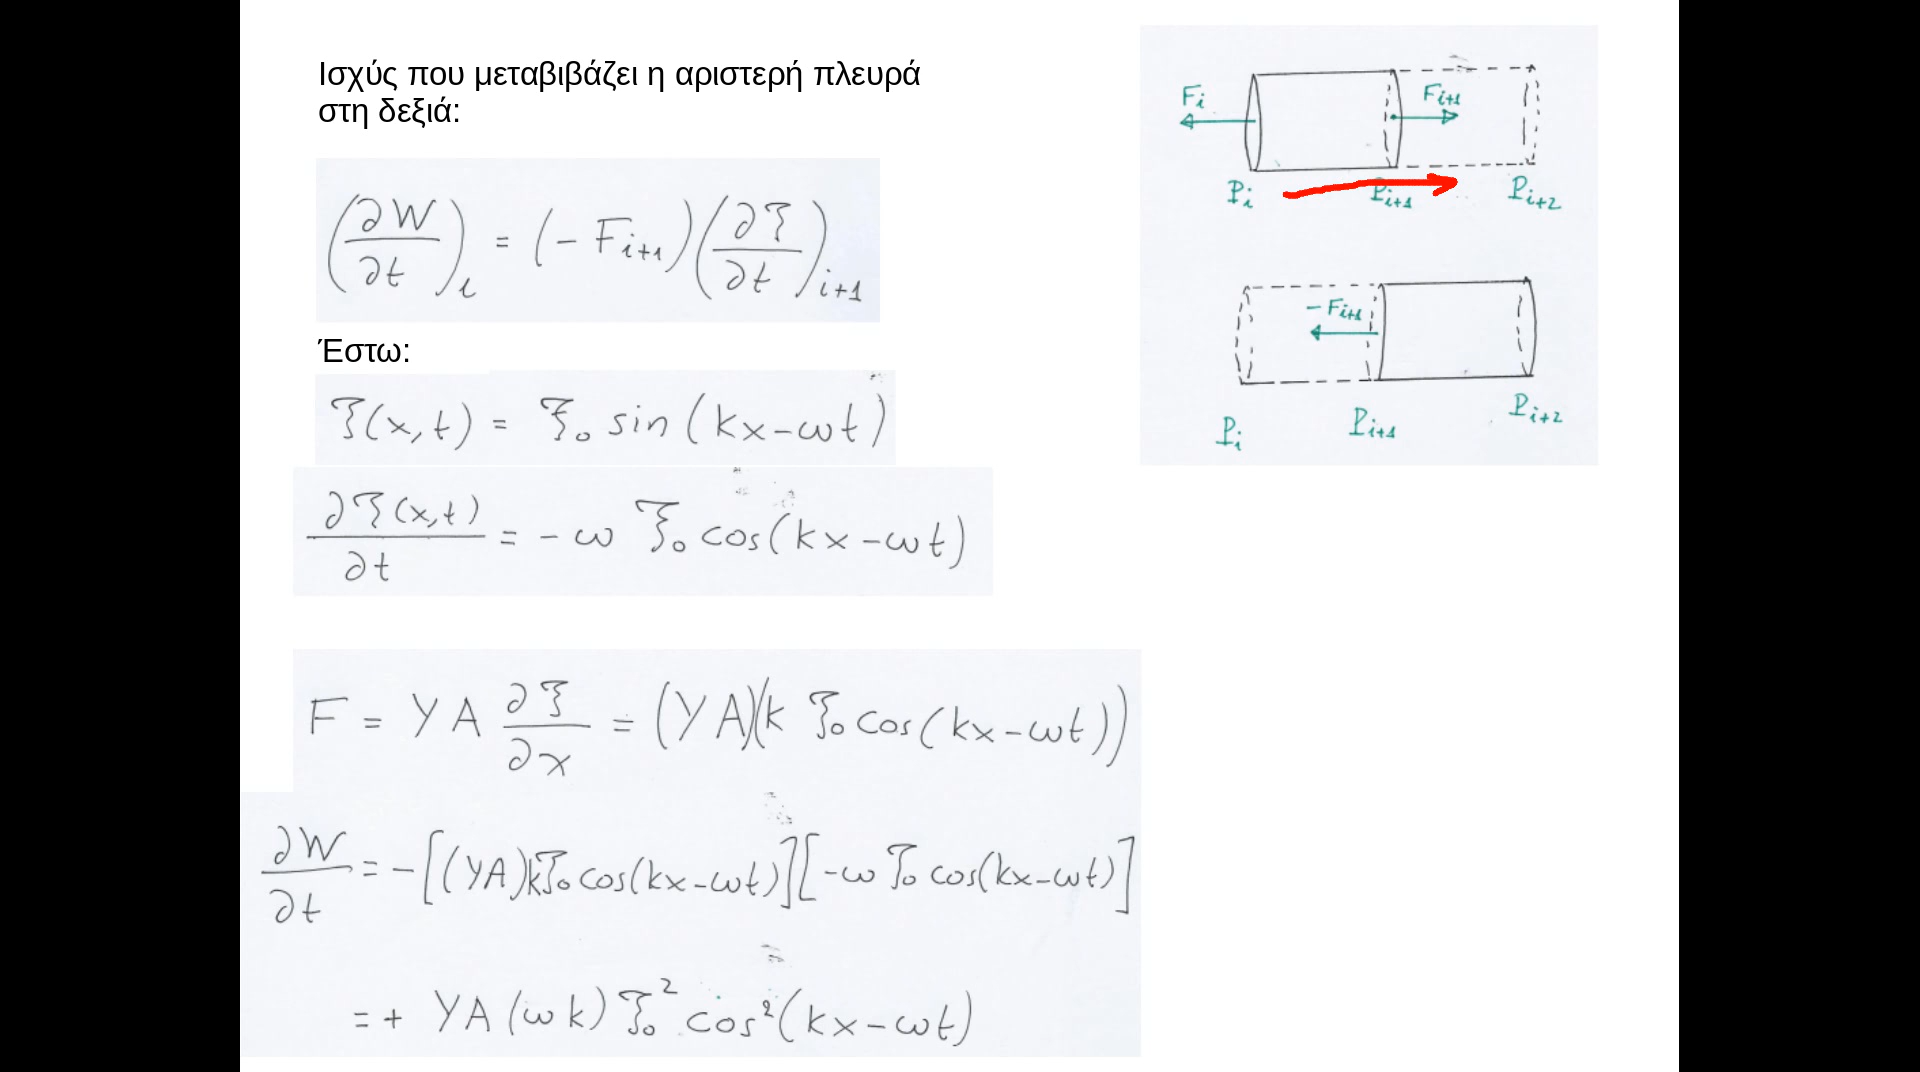 Ισχύς που μεταβιβάζει η αριστερή πλευρά
στη δεξιά:
(∂W/∂t)_i = (-F_{i+1})(∂ξ/∂t)_{i+1}
Έστω:
ξ(x,t) = ξ₀ sin(kx-ωt)
∂ξ(x,t)/∂t = -ω ξ₀ cos(kx-ωt)
F = YA ∂ξ/∂x = (YA)(k ξ₀ cos(kx-ωt))
∂W/∂t = -[(YA)kξ₀ cos(kx-ωt)][-ω ξ₀ cos(kx-ωt)]
= + YA(ωk) ξ₀² cos²(kx-ωt)
F_i F_{i+1}
P_i P_{i+1} P_{i+2}
-F_{i+1}
P_i P_{i+1} P_{i+2}